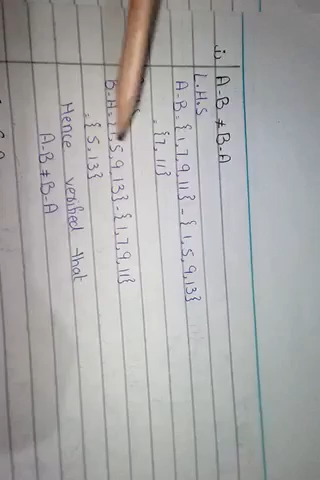 i) A-B ≠ B-A
L.H.S
A-B = {1,7,9,11} - {1,5,9,13}
= {7,11}
B-A = {1,5,9,13} - {1,7,9,11}
= {5,13}
Hence verified that
A-B ≠ B-A